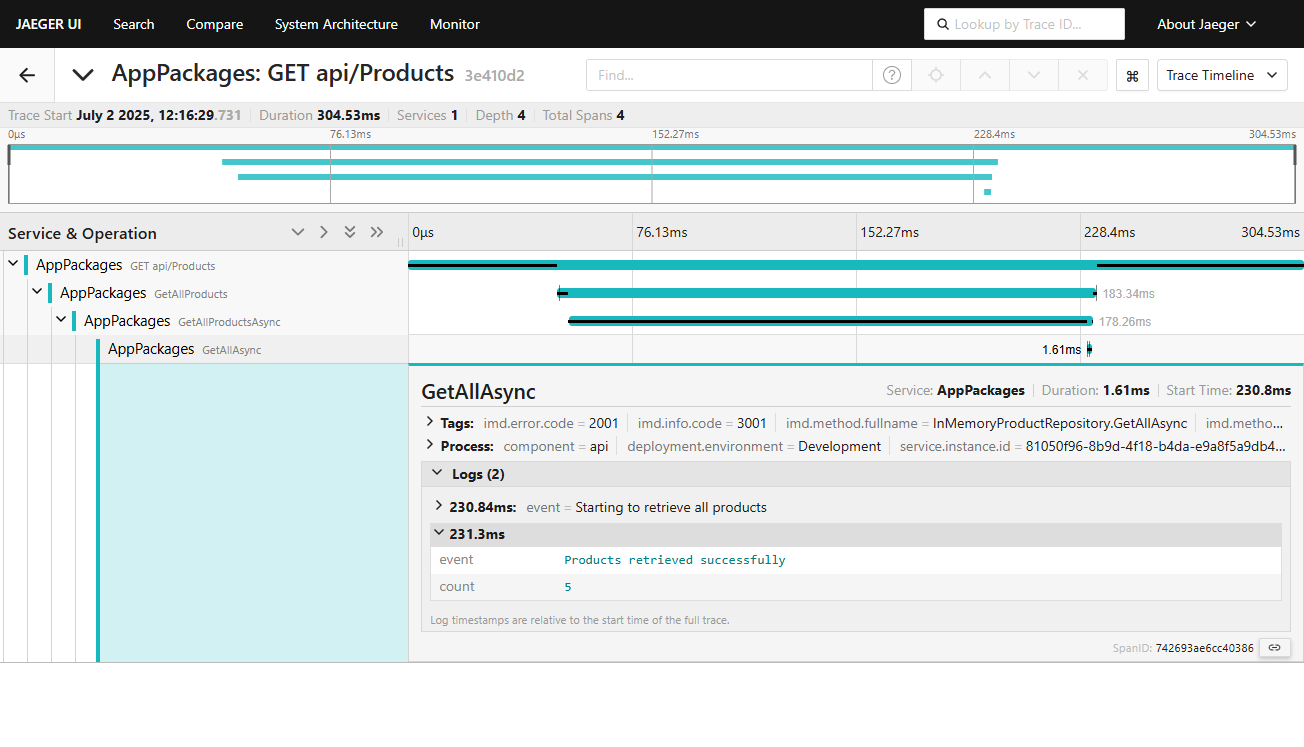 JAEGER UI Search Compare System Architecture Monitor Lookup by Trace ID... About Jaeger
AppPackages: GET api/Products 3e410d2 Find... ? ⌘ Trace Timeline
Trace Start July 2 2025, 12:16:29.731 Duration 304.53ms Services 1 Depth 4 Total Spans 4
0μs 76.13ms 152.27ms 228.4ms 304.53ms
Service & Operation 0μs 76.13ms 152.27ms 228.4ms 304.53ms
AppPackages GET api/Products
AppPackages GetAllProducts 183.34ms
AppPackages GetAllProductsAsync 178.26ms
AppPackages GetAllAsync 1.61ms
GetAllAsync Service: AppPackages Duration: 1.61ms Start Time: 230.8ms
Tags: imd.error.code = 2001 imd.info.code = 3001 imd.method.fullname = InMemoryProductRepository.GetAllAsync imd.metho...
Process: component = api deployment.environment = Development service.instance.id = 81050f96-8b9d-4f18-b4da-e9a8f5a9db4...
Logs (2)
230.84ms: event = Starting to retrieve all products
231.3ms
event Products retrieved successfully
count 5
Log timestamps are relative to the start time of the full trace.
SpanID: 742693ae6cc40386